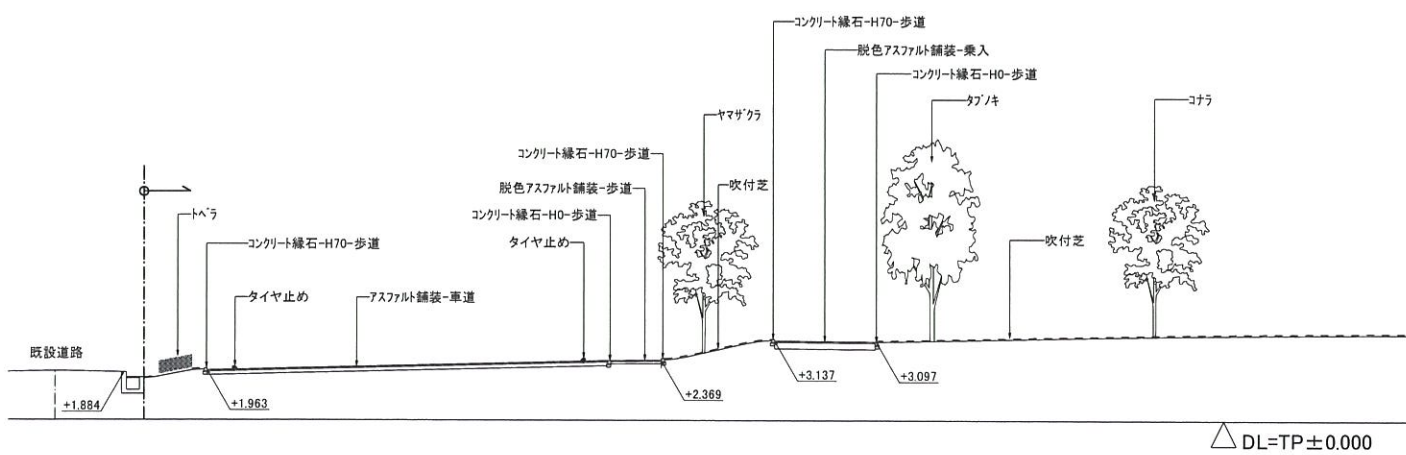 コンクリート縁石-H70-歩道
脱色アスファルト舗装-乗入
コンクリート縁石-H0-歩道
タブノキ
コナラ
ヤマザクラ
コンクリート縁石-H70-歩道
脱色アスファルト舗装-歩道
吹付芝
コンクリート縁石-H0-歩道
トベラ
コンクリート縁石-H70-歩道
タイヤ止め
吹付芝
タイヤ止め
アスファルト舗装-車道
既設道路
+1.884
+1.963
+2.369
+3.137
+3.097
DL=TP±0.000